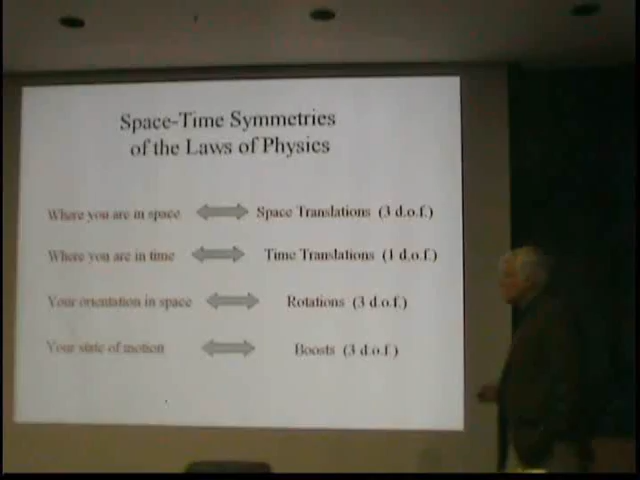 Space-Time Symmetries
of the Laws of Physics
Where you are in space Space Translations (3 d.o.f.)
Where you are in time Time Translations (1 d.o.f.)
Your orientation in space Rotations (3 d.o.f.)
Your state of motion Boosts (3 d.o.f.)